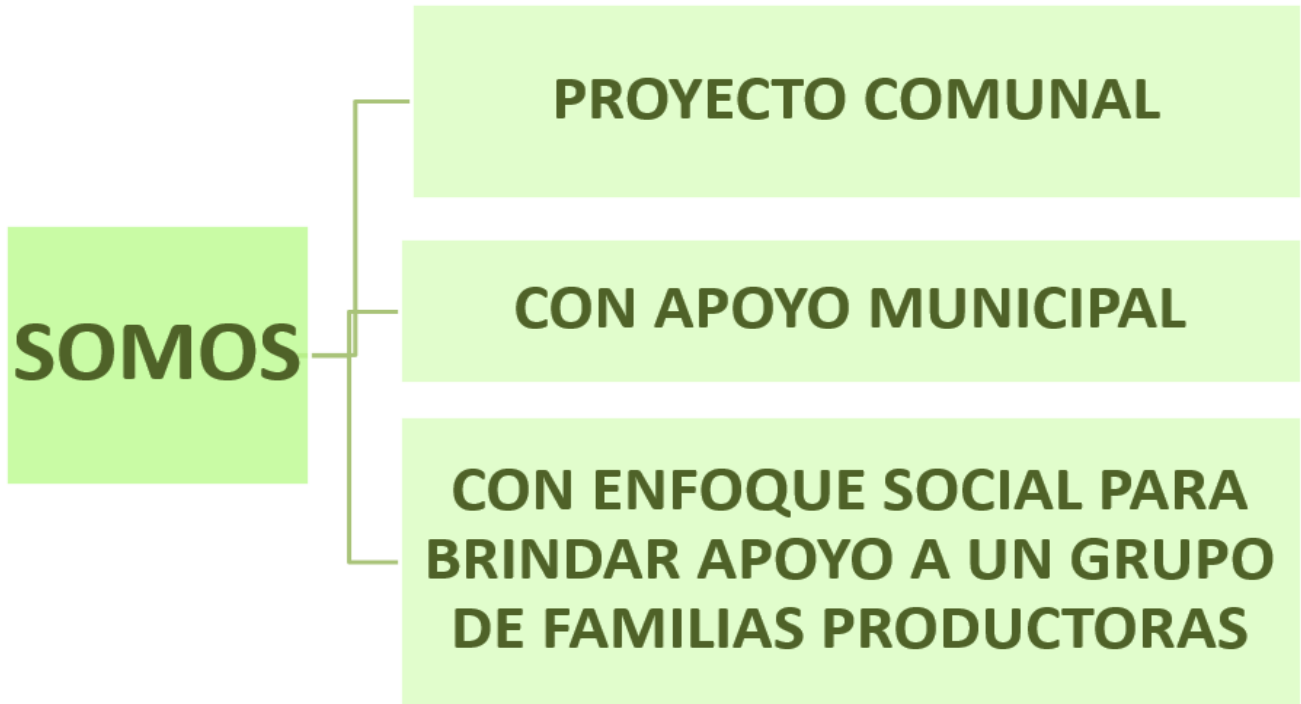 SOMOS
PROYECTO COMUNAL
CON APOYO MUNICIPAL
CON ENFOQUE SOCIAL PARA
BRINDAR APOYO A UN GRUPO
DE FAMILIAS PRODUCTORAS